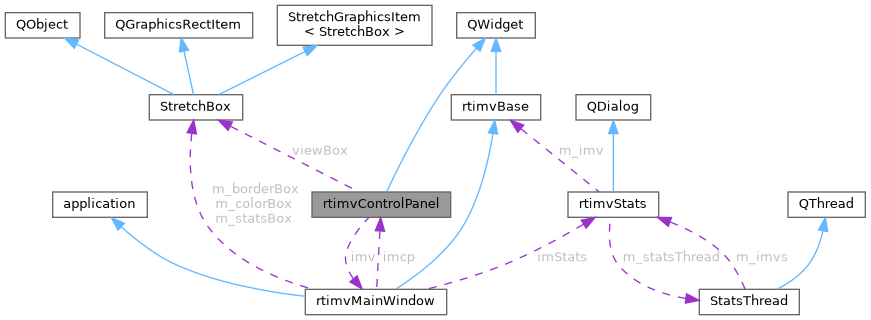 QObject
QGraphicsRectItem
StretchGraphicsItem
< StretchBox >
QWidget
StretchBox
rtimvBase
QDialog
viewBox
m_imv
m_borderBox
m_colorBox
m_statsBox
application
rtimvControlPanel
rtimvStats
QThread
imv
imcp
imStats
m_statsThread
m_imvs
rtimvMainWindow
StatsThread